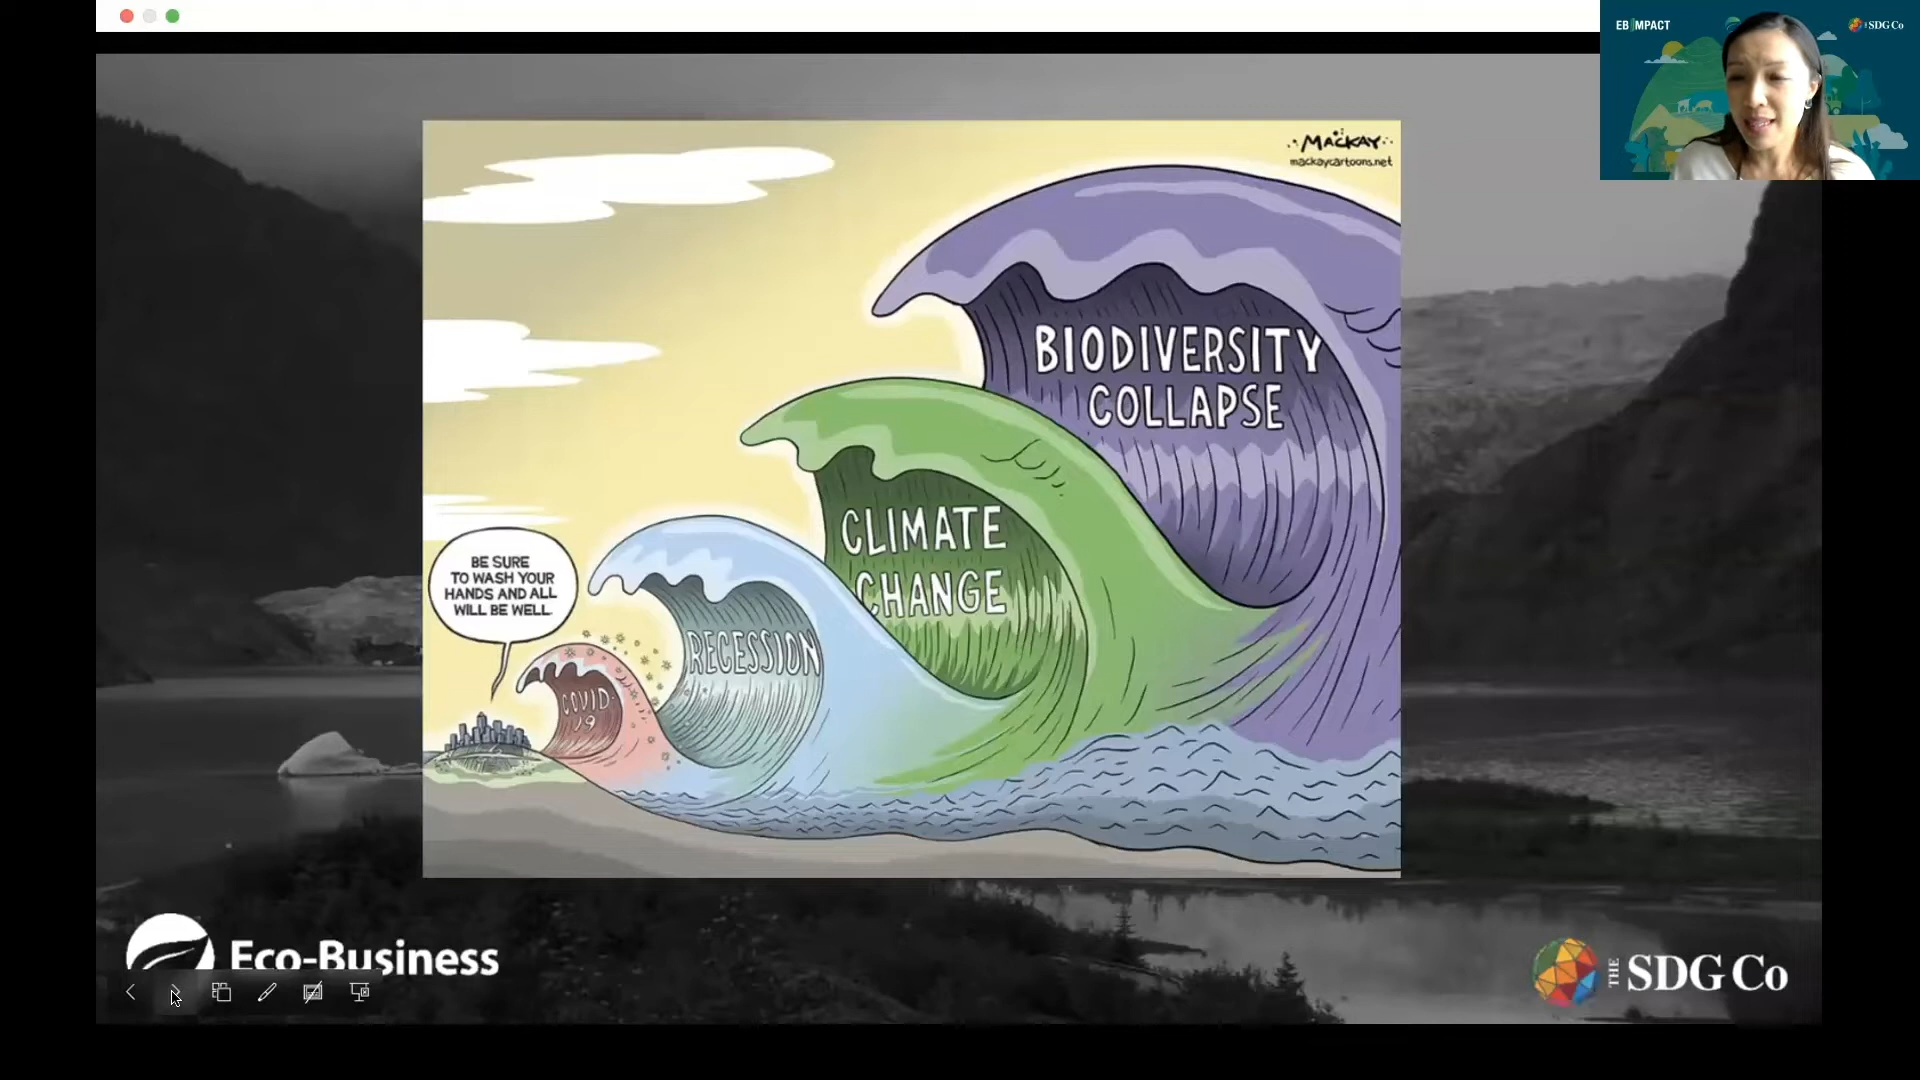 EB IMPACT
THE SDG Co
MACKAY
mackaycartoons.net
BIODIVERSITY
COLLAPSE
CLIMATE
CHANGE
BE SURE
TO WASH YOUR
HANDS AND ALL
WILL BE WELL.
RECESSION
COVID-
19
Eco-Business
THE SDG Co